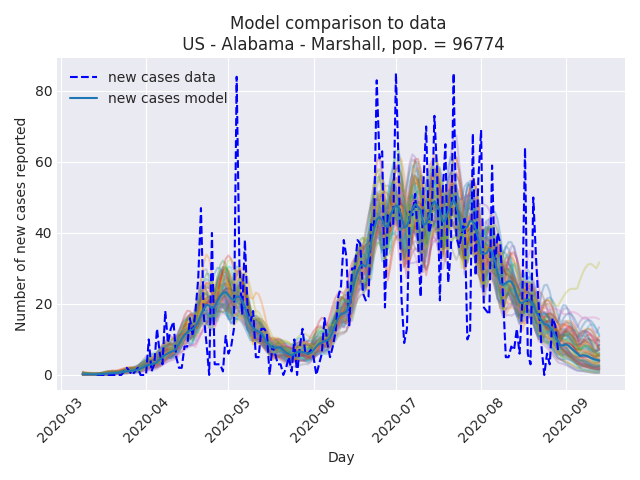 Model comparison to data
US - Alabama - Marshall, pop. = 96774
new cases data
new cases model
Number of new cases reported
80
60
40
20
0
2020-03
2020-04
2020-05
2020-06
2020-07
2020-08
2020-09
Day